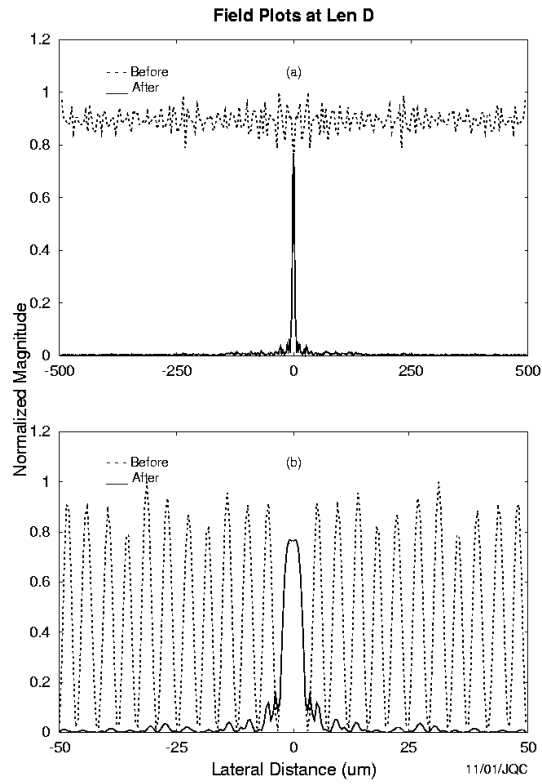 Field Plots at Len D
1.2
1
0.8
0.6
0.4
0.2
0
Before
After
(a)
-500
-250
0
250
500
Normalized Magnitude
1.2
1
0.8
0.6
0.4
0.2
0
Before
After
(b)
-50
-25
0
25
50
Lateral Distance (um)
11/01/JQC